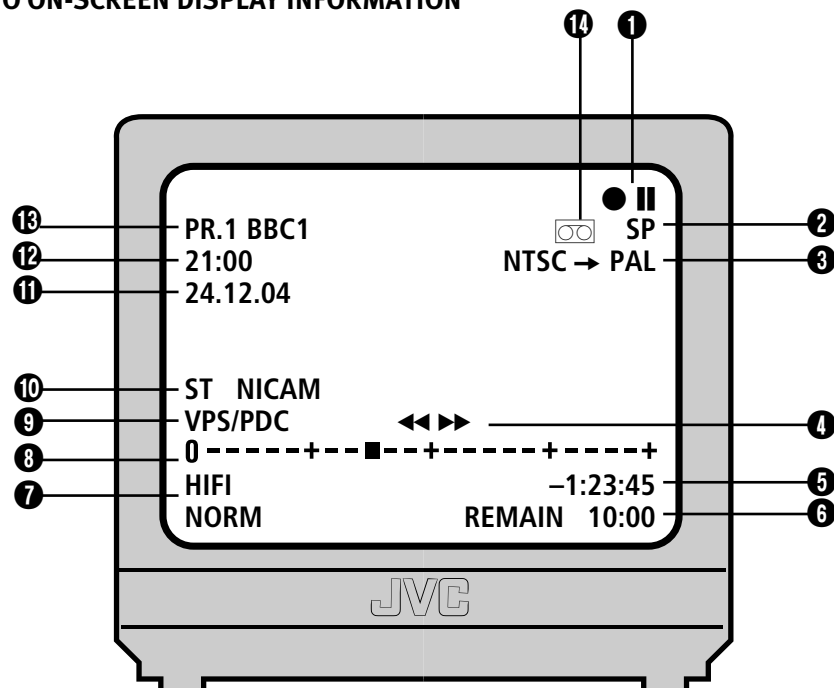 O ON-SCREEN DISPLAY INFORMATION
14 1
13 PR.1 BBC1 SP 2
12 21:00 NTSC → PAL 3
11 24.12.04
10 ST NICAM
9 VPS/PDC 4
8 0 – – – – – + – – ■ – – + – – – – – + – – – – – +
7 HIFI –1:23:45 5
NORM REMAIN 10:00 6
JVC